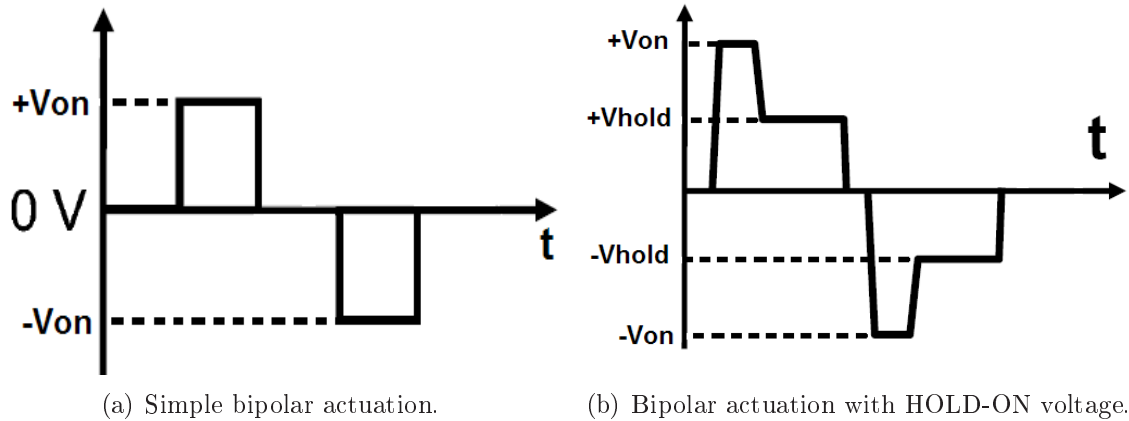 +Von
0 V
-Von
t
(a) Simple bipolar actuation.
+Von
+Vhold
t
-Vhold
-Von
(b) Bipolar actuation with HOLD-ON voltage.